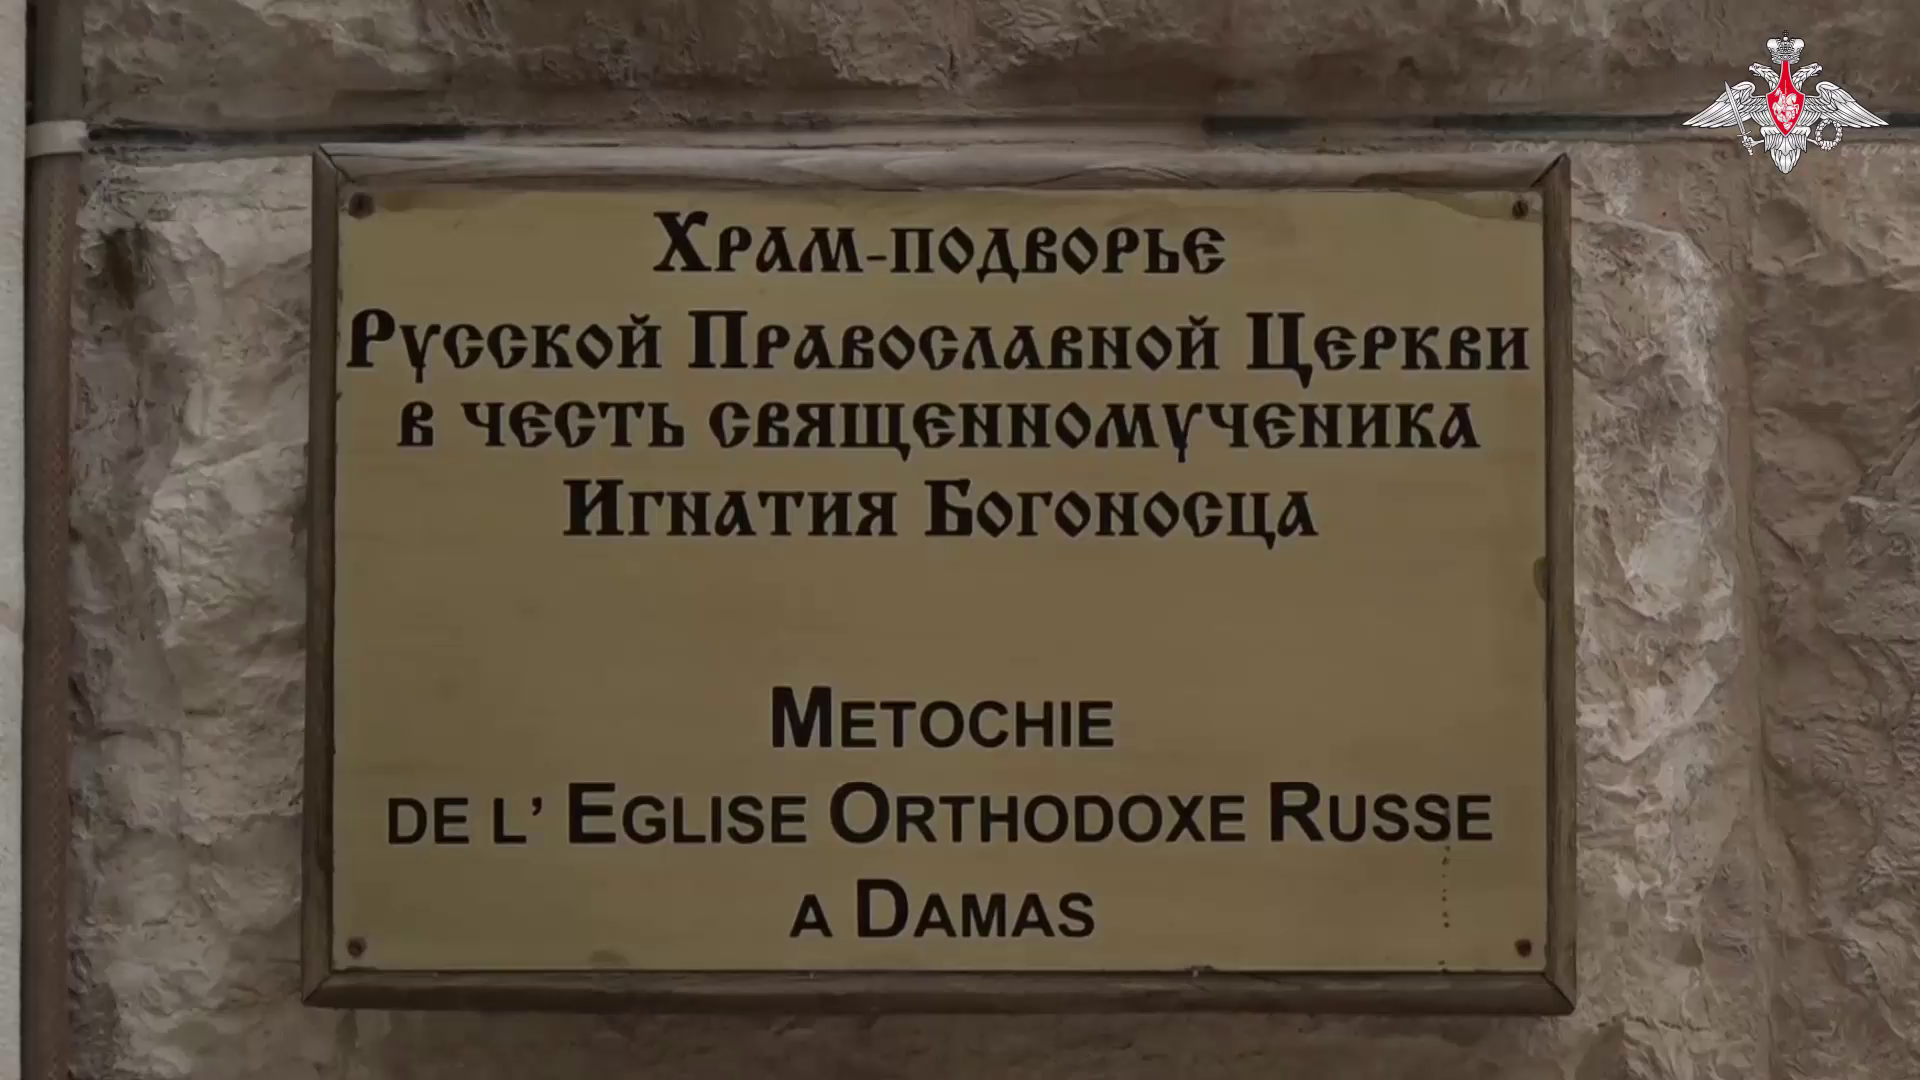 Храм-подворье
Русской Православной Церкви
в честь священномученика
Игнатия Богоносца
METOCHIE
DE L' EGLISE ORTHODOXE RUSSE
A DAMAS